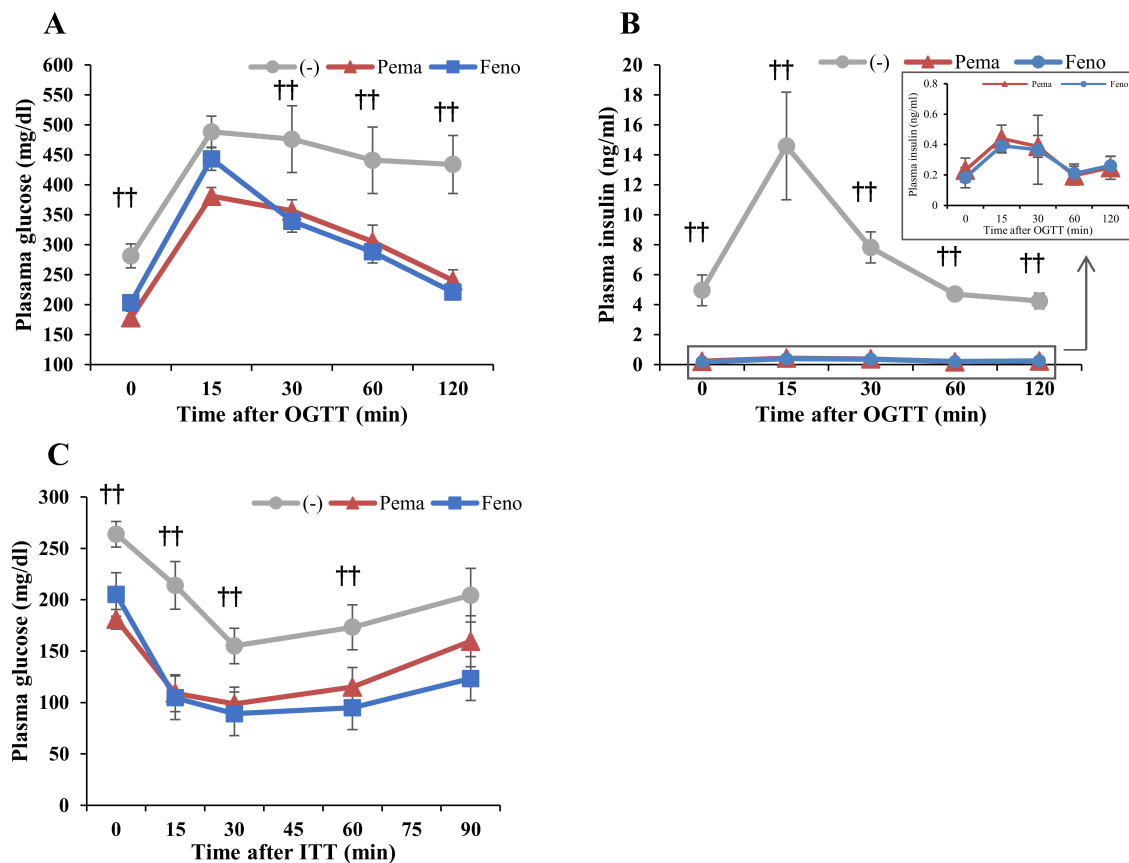 A
(-) Pema Feno
Plasama glucose (mg/dl)
600
550
500
450
400
350
300
250
200
150
100
††
††
††
††
0 15 30 60 120
Time after OGTT (min)
B
(-) Pema Feno
Plasma insulin (ng/ml)
20
18
16
14
12
10
8
6
4
2
0
††
††
††
††
††
0 15 30 60 120
Time after OGTT (min)
Pema Feno
Plasma insulin (ng/ml)
0.8
0.6
0.4
0.2
0
0 15 30 60 120
Time after OGTT (min)
C
(-) Pema Feno
Plasma glucose (mg/dl)
300
250
200
150
100
50
0
††
††
††
††
0 15 30 45 60 75 90
Time after ITT (min)